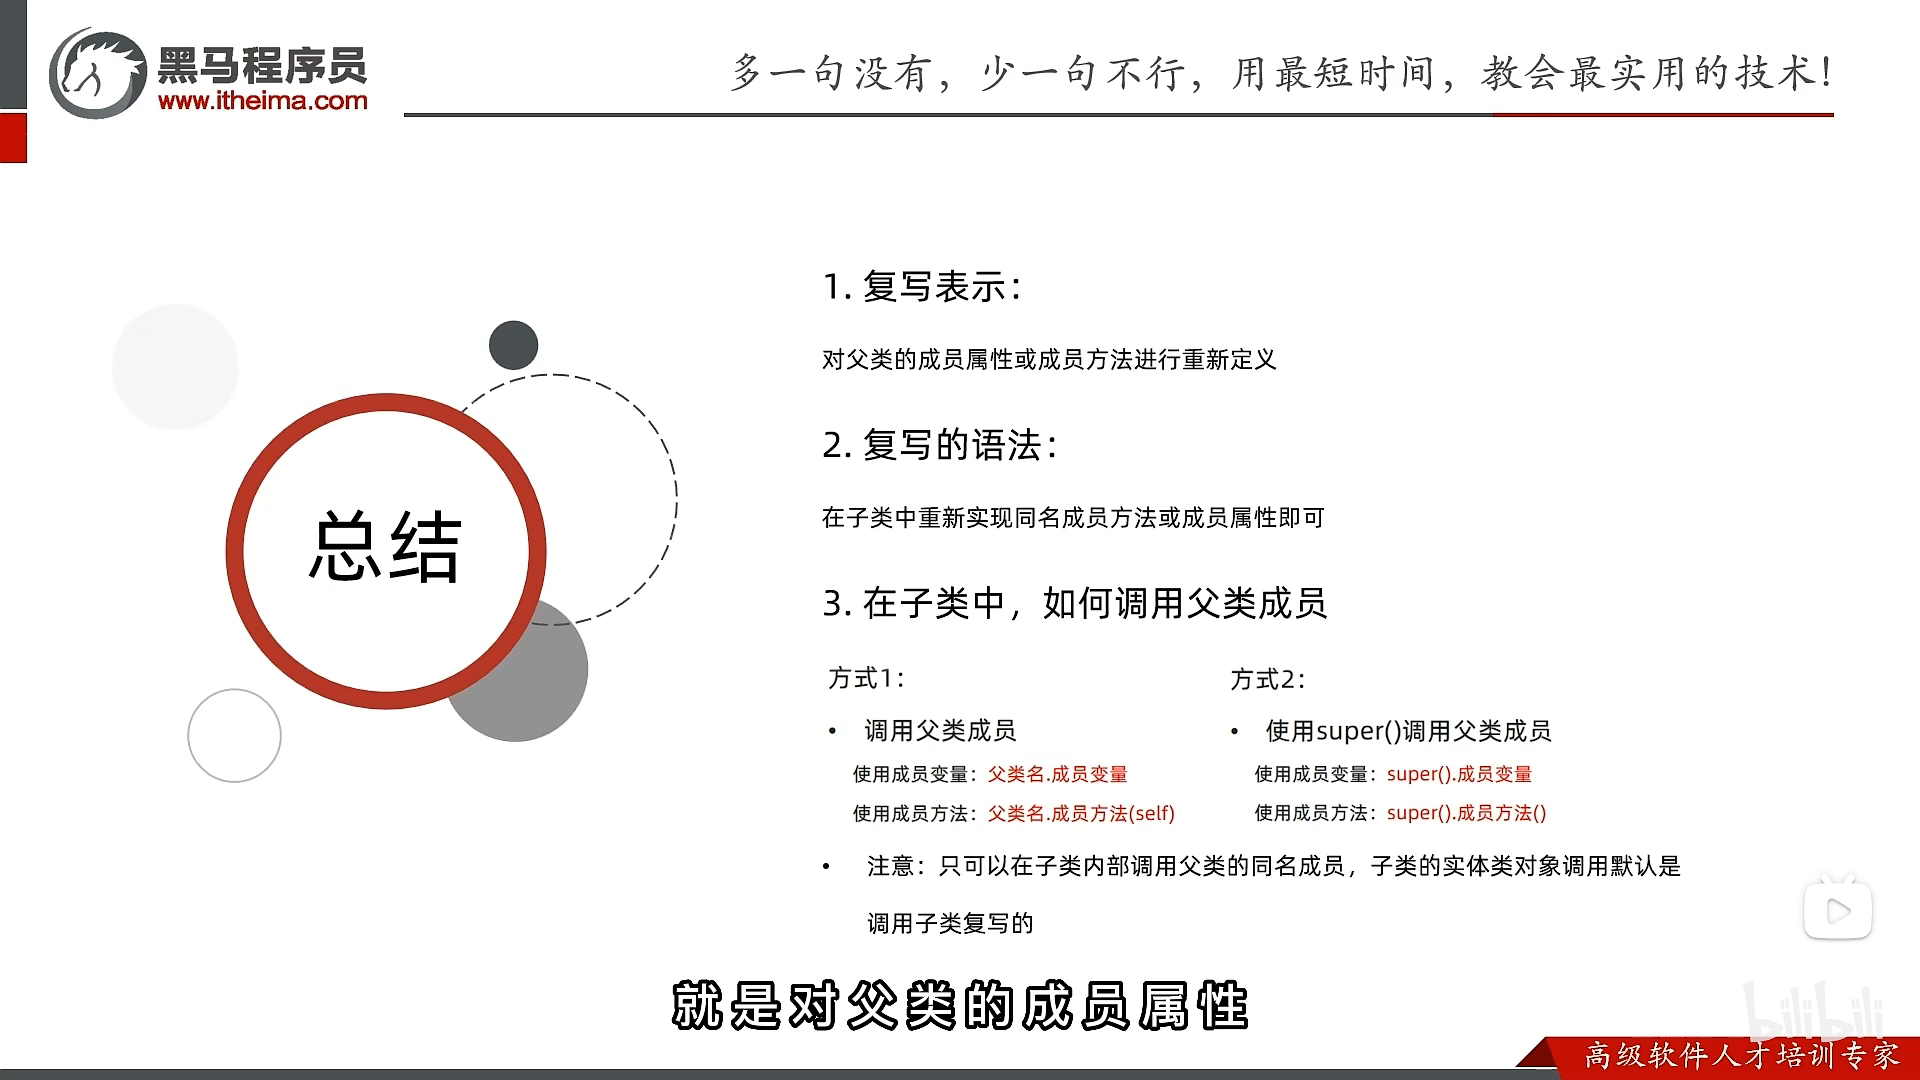 黑马程序员
www.itheima.com
多一句没有，少一句不行，用最短时间，教会最实用的技术！
总结
1. 复写表示：
对父类的成员属性或成员方法进行重新定义
2. 复写的语法：
在子类中重新实现同名成员方法或成员属性即可
3. 在子类中，如何调用父类成员
方式1：
• 调用父类成员
使用成员变量：父类名.成员变量
使用成员方法：父类名.成员方法(self)
方式2：
• 使用super()调用父类成员
使用成员变量：super().成员变量
使用成员方法：super().成员方法()
• 注意：只可以在子类内部调用父类的同名成员，子类的实体类对象调用默认是
调用子类复写的
就是对父类的成员属性
bilibili
高级软件人才培训专家